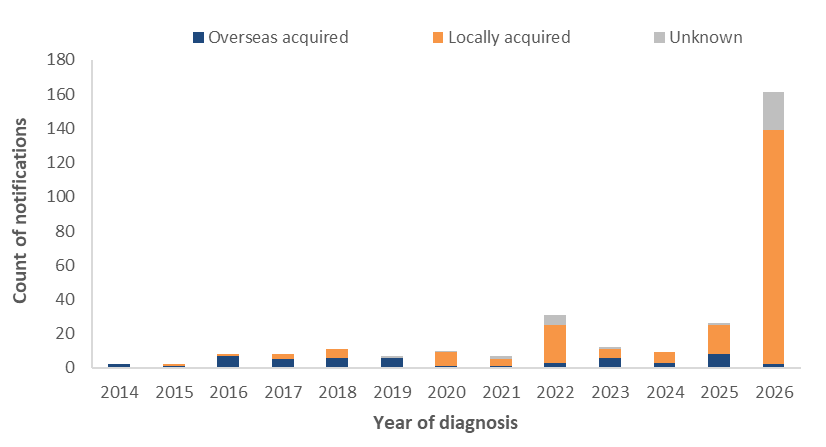 Overseas acquired Locally acquired Unknown
180
160
140
120
100
80
60
40
20
0
Count of notifications
2014 2015 2016 2017 2018 2019 2020 2021 2022 2023 2024 2025 2026
Year of diagnosis